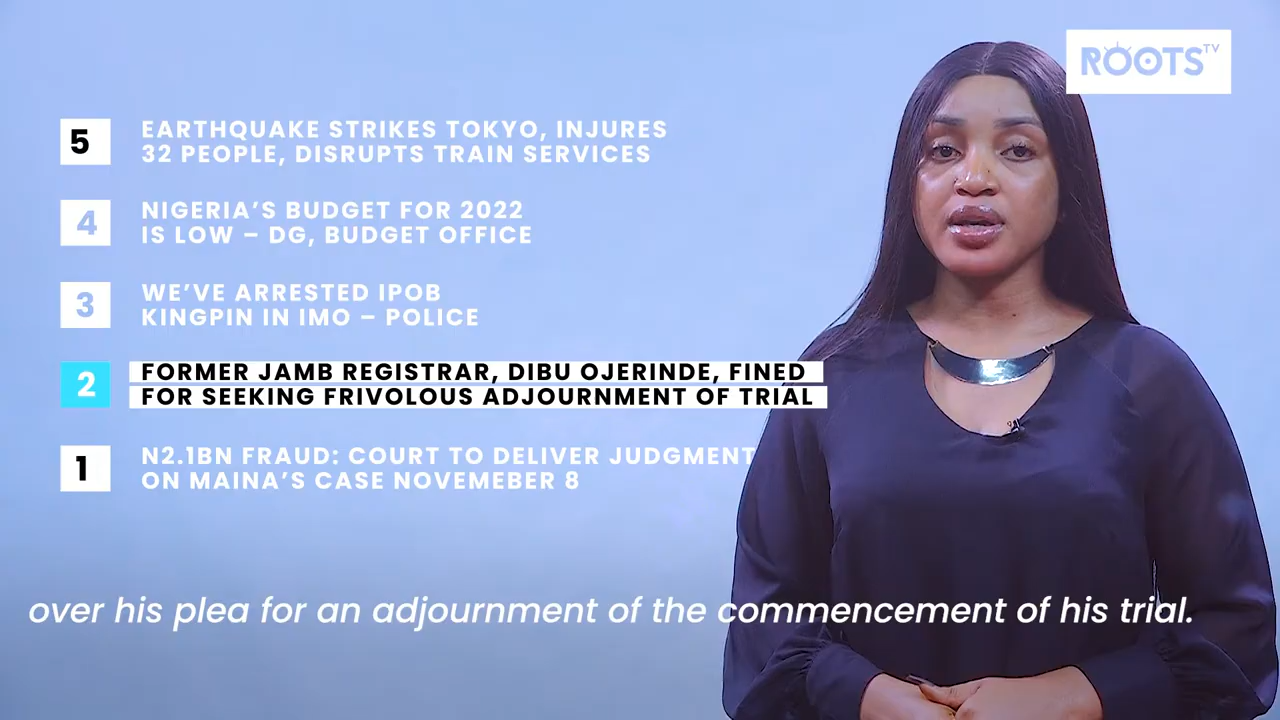 ROOTS TV
5
EARTHQUAKE STRIKES TOKYO, INJURES
32 PEOPLE, DISRUPTS TRAIN SERVICES
4
NIGERIA’S BUDGET FOR 2022
IS LOW – DG, BUDGET OFFICE
3
WE’VE ARRESTED IPOB
KINGPIN IN IMO – POLICE
2
FORMER JAMB REGISTRAR, DIBU OJERINDE, FINED
FOR SEEKING FRIVOLOUS ADJOURNMENT OF TRIAL
1
N2.1BN FRAUD: COURT TO DELIVER JUDGMENT
ON MAINA’S CASE NOVEMEBER 8
over his plea for an adjournment of the commencement of his trial.